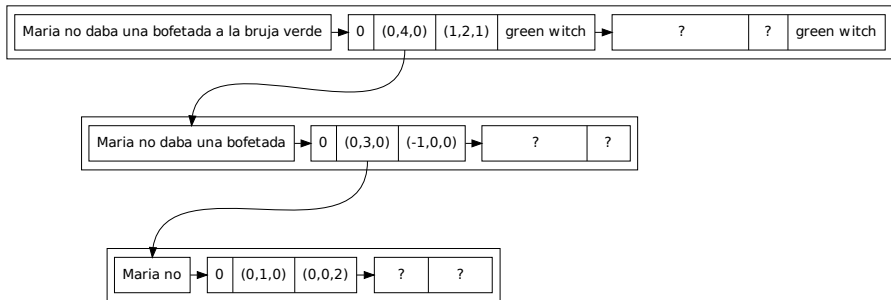 Maria no daba una bofetada a la bruja verde 0 (0,4,0) (1,2,1) green witch ? ? green witch
Maria no daba una bofetada 0 (0,3,0) (-1,0,0) ? ?
Maria no 0 (0,1,0) (0,0,2) ? ?